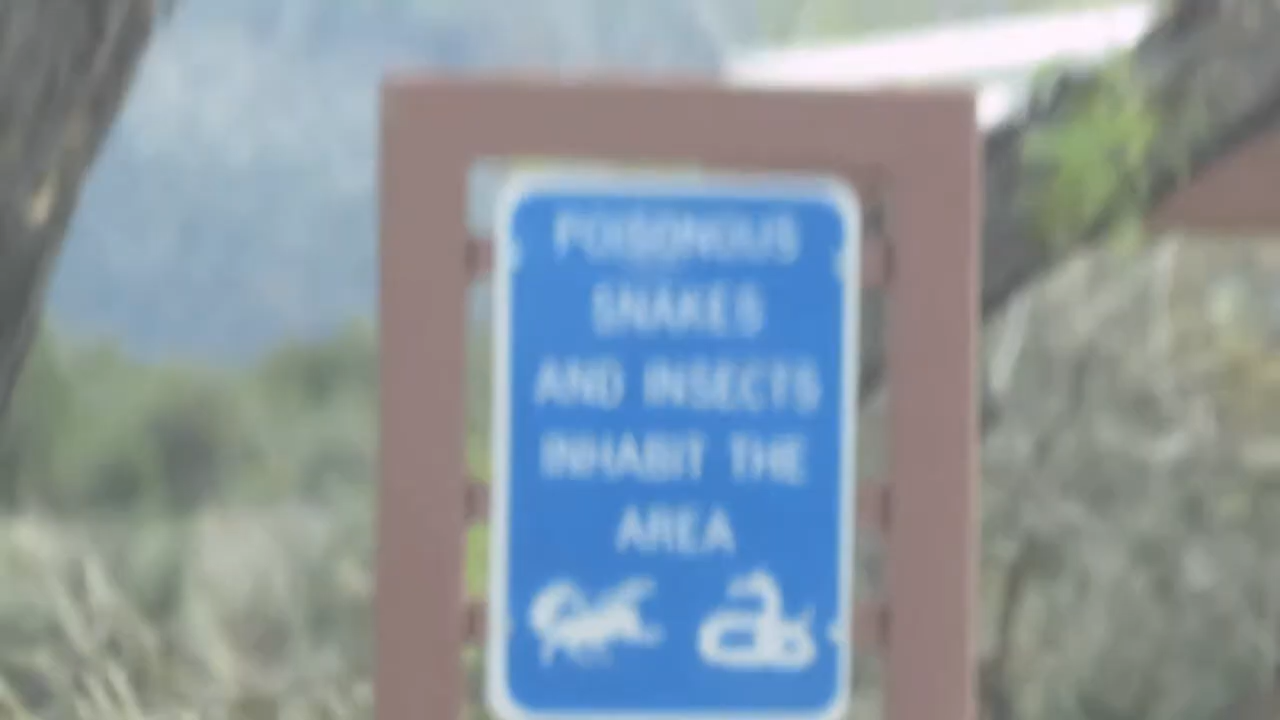 POISONOUS
SNAKES
AND INSECTS
INHABIT THE
AREA